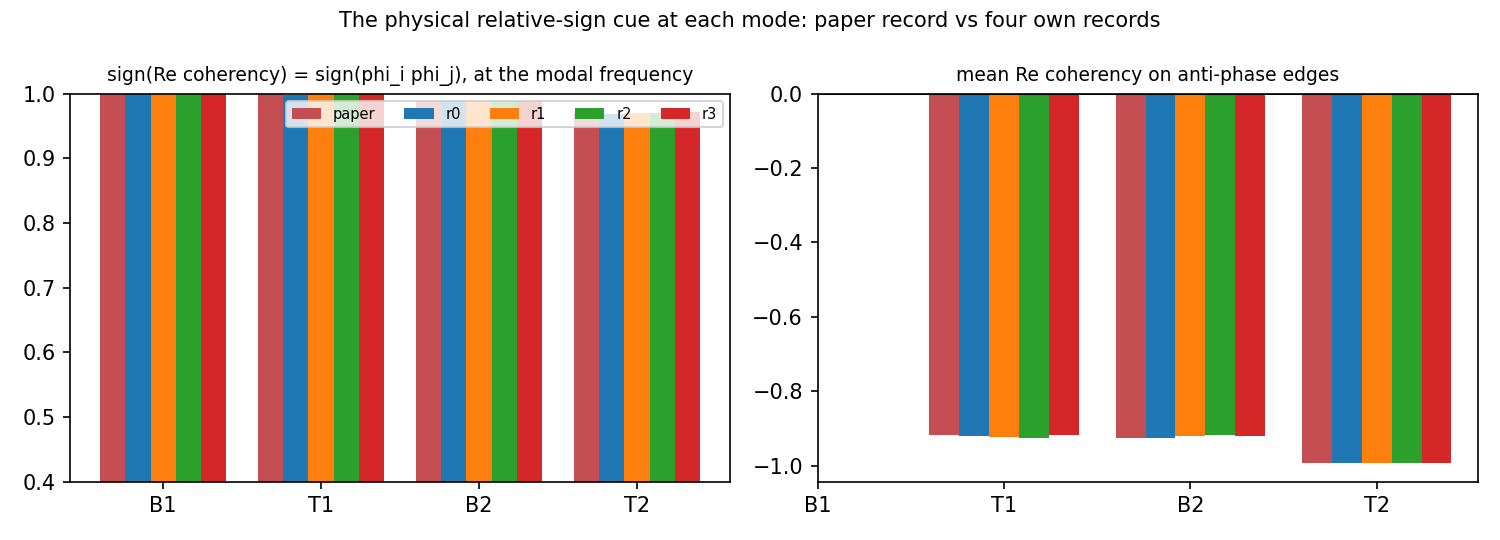 The physical relative-sign cue at each mode: paper record vs four own records
sign(Re coherency) = sign(phi_i phi_j), at the modal frequency
1.0
0.9
0.8
0.7
0.6
0.5
0.4
paper r0 r1 r2 r3
B1 T1 B2 T2
mean Re coherency on anti-phase edges
0.0
−0.2
−0.4
−0.6
−0.8
−1.0
B1 T1 B2 T2